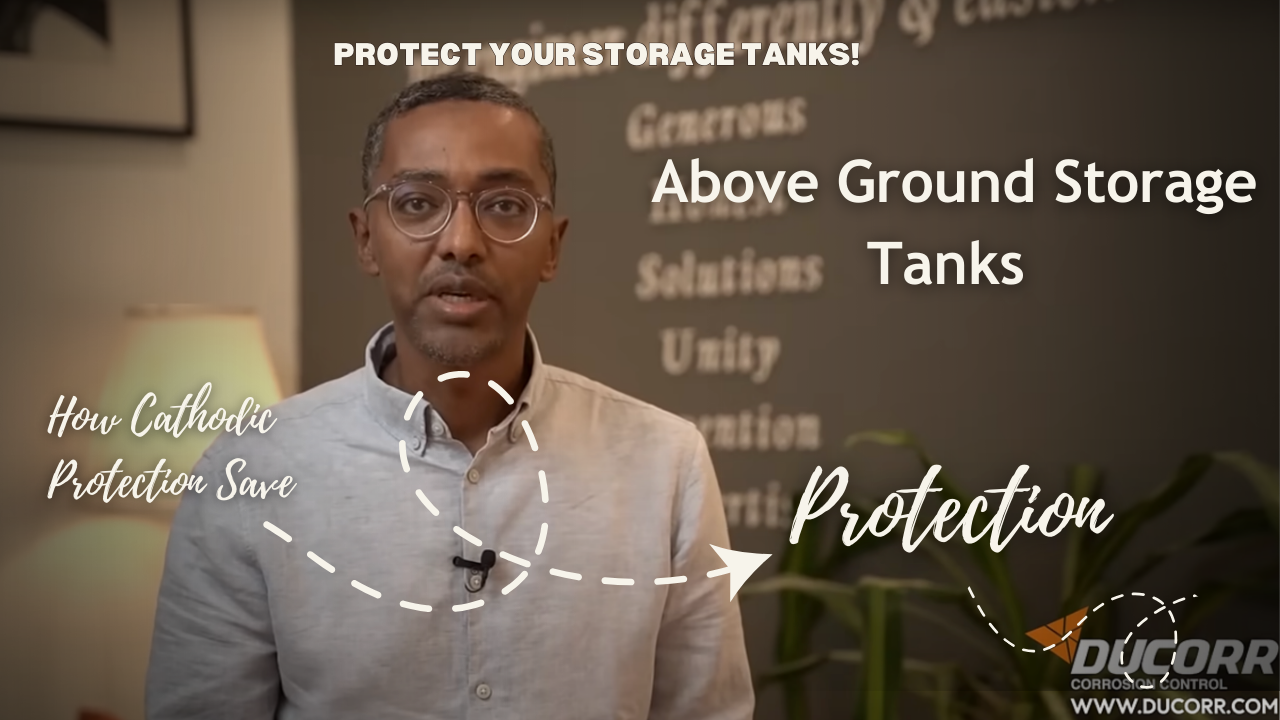 PROTECT YOUR STORAGE TANKS!
differently &
Generous
Above Ground Storage
Tanks
Solutions
Unity
How Cathodic
Protection Save
Protection
DUCORR
CORROSION CONTROL
WWW.DUCORR.COM